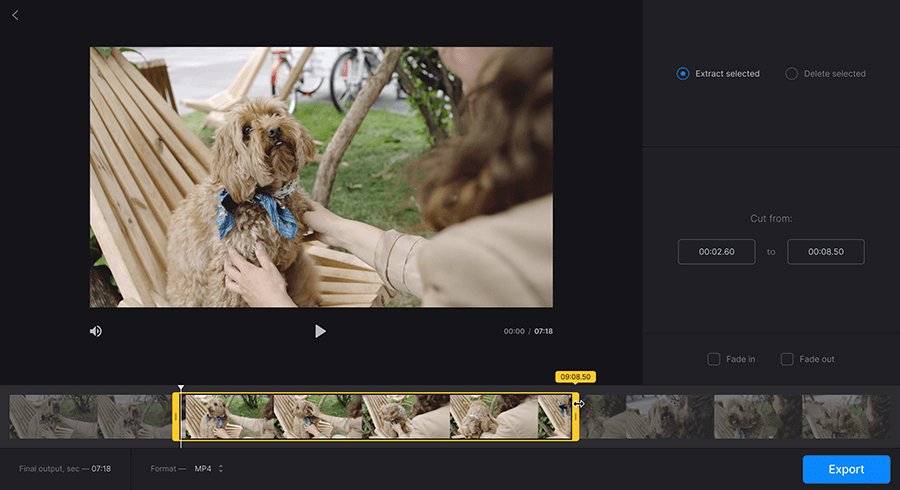 Extract selected
Delete selected
Cut from:
00:02.60 to 00:08.50
00:00 / 07:18
Fade in
Fade out
09:08.50
Final output, sec — 07:18
Format — MP4
Export